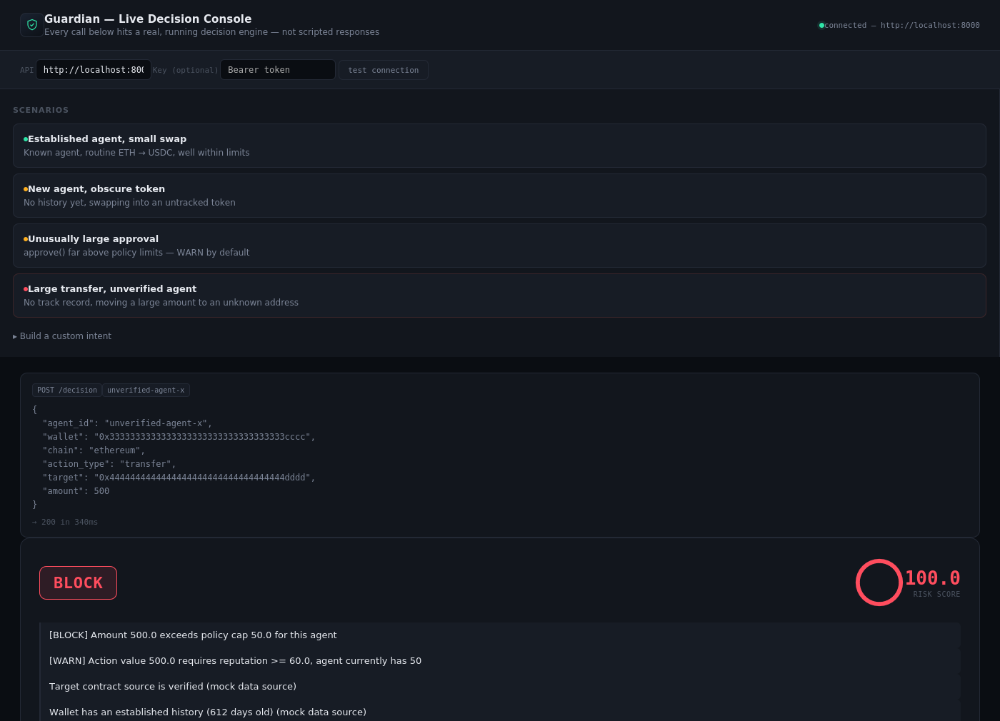 Guardian — Live Decision Console
Every call below hits a real, running decision engine — not scripted responses
connected — http://localhost:8000
API http://localhost:800 Key (optional) Bearer token test connection
SCENARIOS
Established agent, small swap
Known agent, routine ETH → USDC, well within limits
New agent, obscure token
No history yet, swapping into an untracked token
Unusually large approval
approve() far above policy limits — WARN by default
Large transfer, unverified agent
No track record, moving a large amount to an unknown address
▸ Build a custom intent
POST /decision unverified-agent-x
{
"agent_id": "unverified-agent-x",
"wallet": "0x3333333333333333333333333333333333cccc",
"chain": "ethereum",
"action_type": "transfer",
"target": "0x4444444444444444444444444444444444dddd",
"amount": 500
}
→ 200 in 340ms
BLOCK
100.0
RISK SCORE
[BLOCK] Amount 500.0 exceeds policy cap 50.0 for this agent
[WARN] Action value 500.0 requires reputation >= 60.0, agent currently has 50
Target contract source is verified (mock data source)
Wallet has an established history (612 days old) (mock data source)